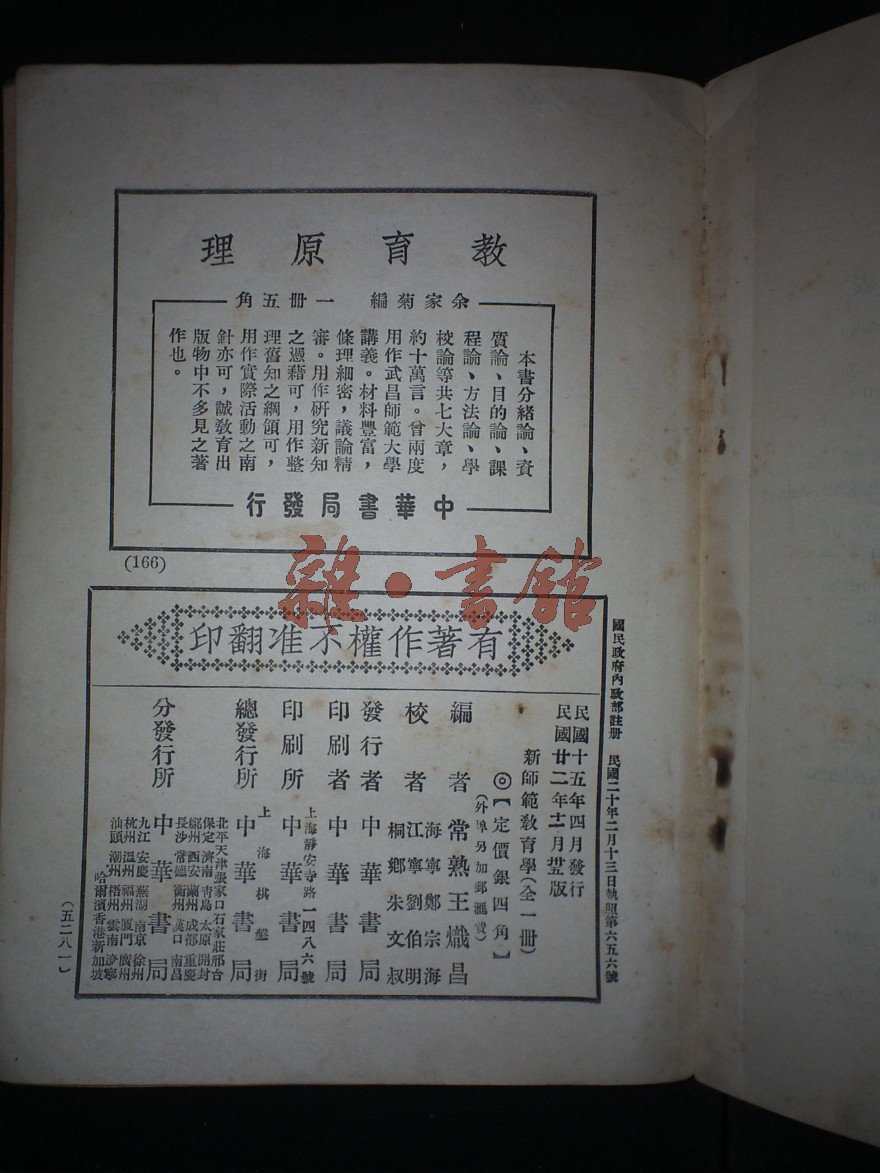 教育原理
余家菊編 一冊五角
本書分緒論、資
質論、目的論、課
程論、方法論、學
校論等共七大章，
約十萬言。曾兩度
用作武昌師範大學
講義。材料豐富，
條理細密，議論精
審。用作研究新知
之憑藉可，用作整
理舊知之綱領可，
用作實際活動之南
針亦可，誠教育出
版物中不多見之著
作也。
中華書局發行
(166)
雜·書館
有著作權不准翻印
國民政府內政部註冊 民國二十年二月十三日執照第六五六號
民國十五年四月發行
民國廿二年十二月 版
新師範教育學(全一冊)
◎【定價銀四角】
(外埠另加郵匯費)
編者 常熟王熾昌
校者 海寧鄭宗海
江寧劉伯明
桐鄉朱文叔
發行者 中華書局
印刷者 中華書局
上海靜安寺路一四八六號
印刷所 中華書局
上海棋盤街
總發行所 中華書局
分發行所 中華書局
北平天津張家口石家莊邢台
保定濟南青島太原開封
鄭州西安蘭州成都重慶
長沙常德衡州漢口南昌
九江安慶蕪湖南京徐州
杭州溫州福州廈門廣州
汕頭潮州梧州雲南遼寧
哈爾濱香港新加坡
(五二八一)